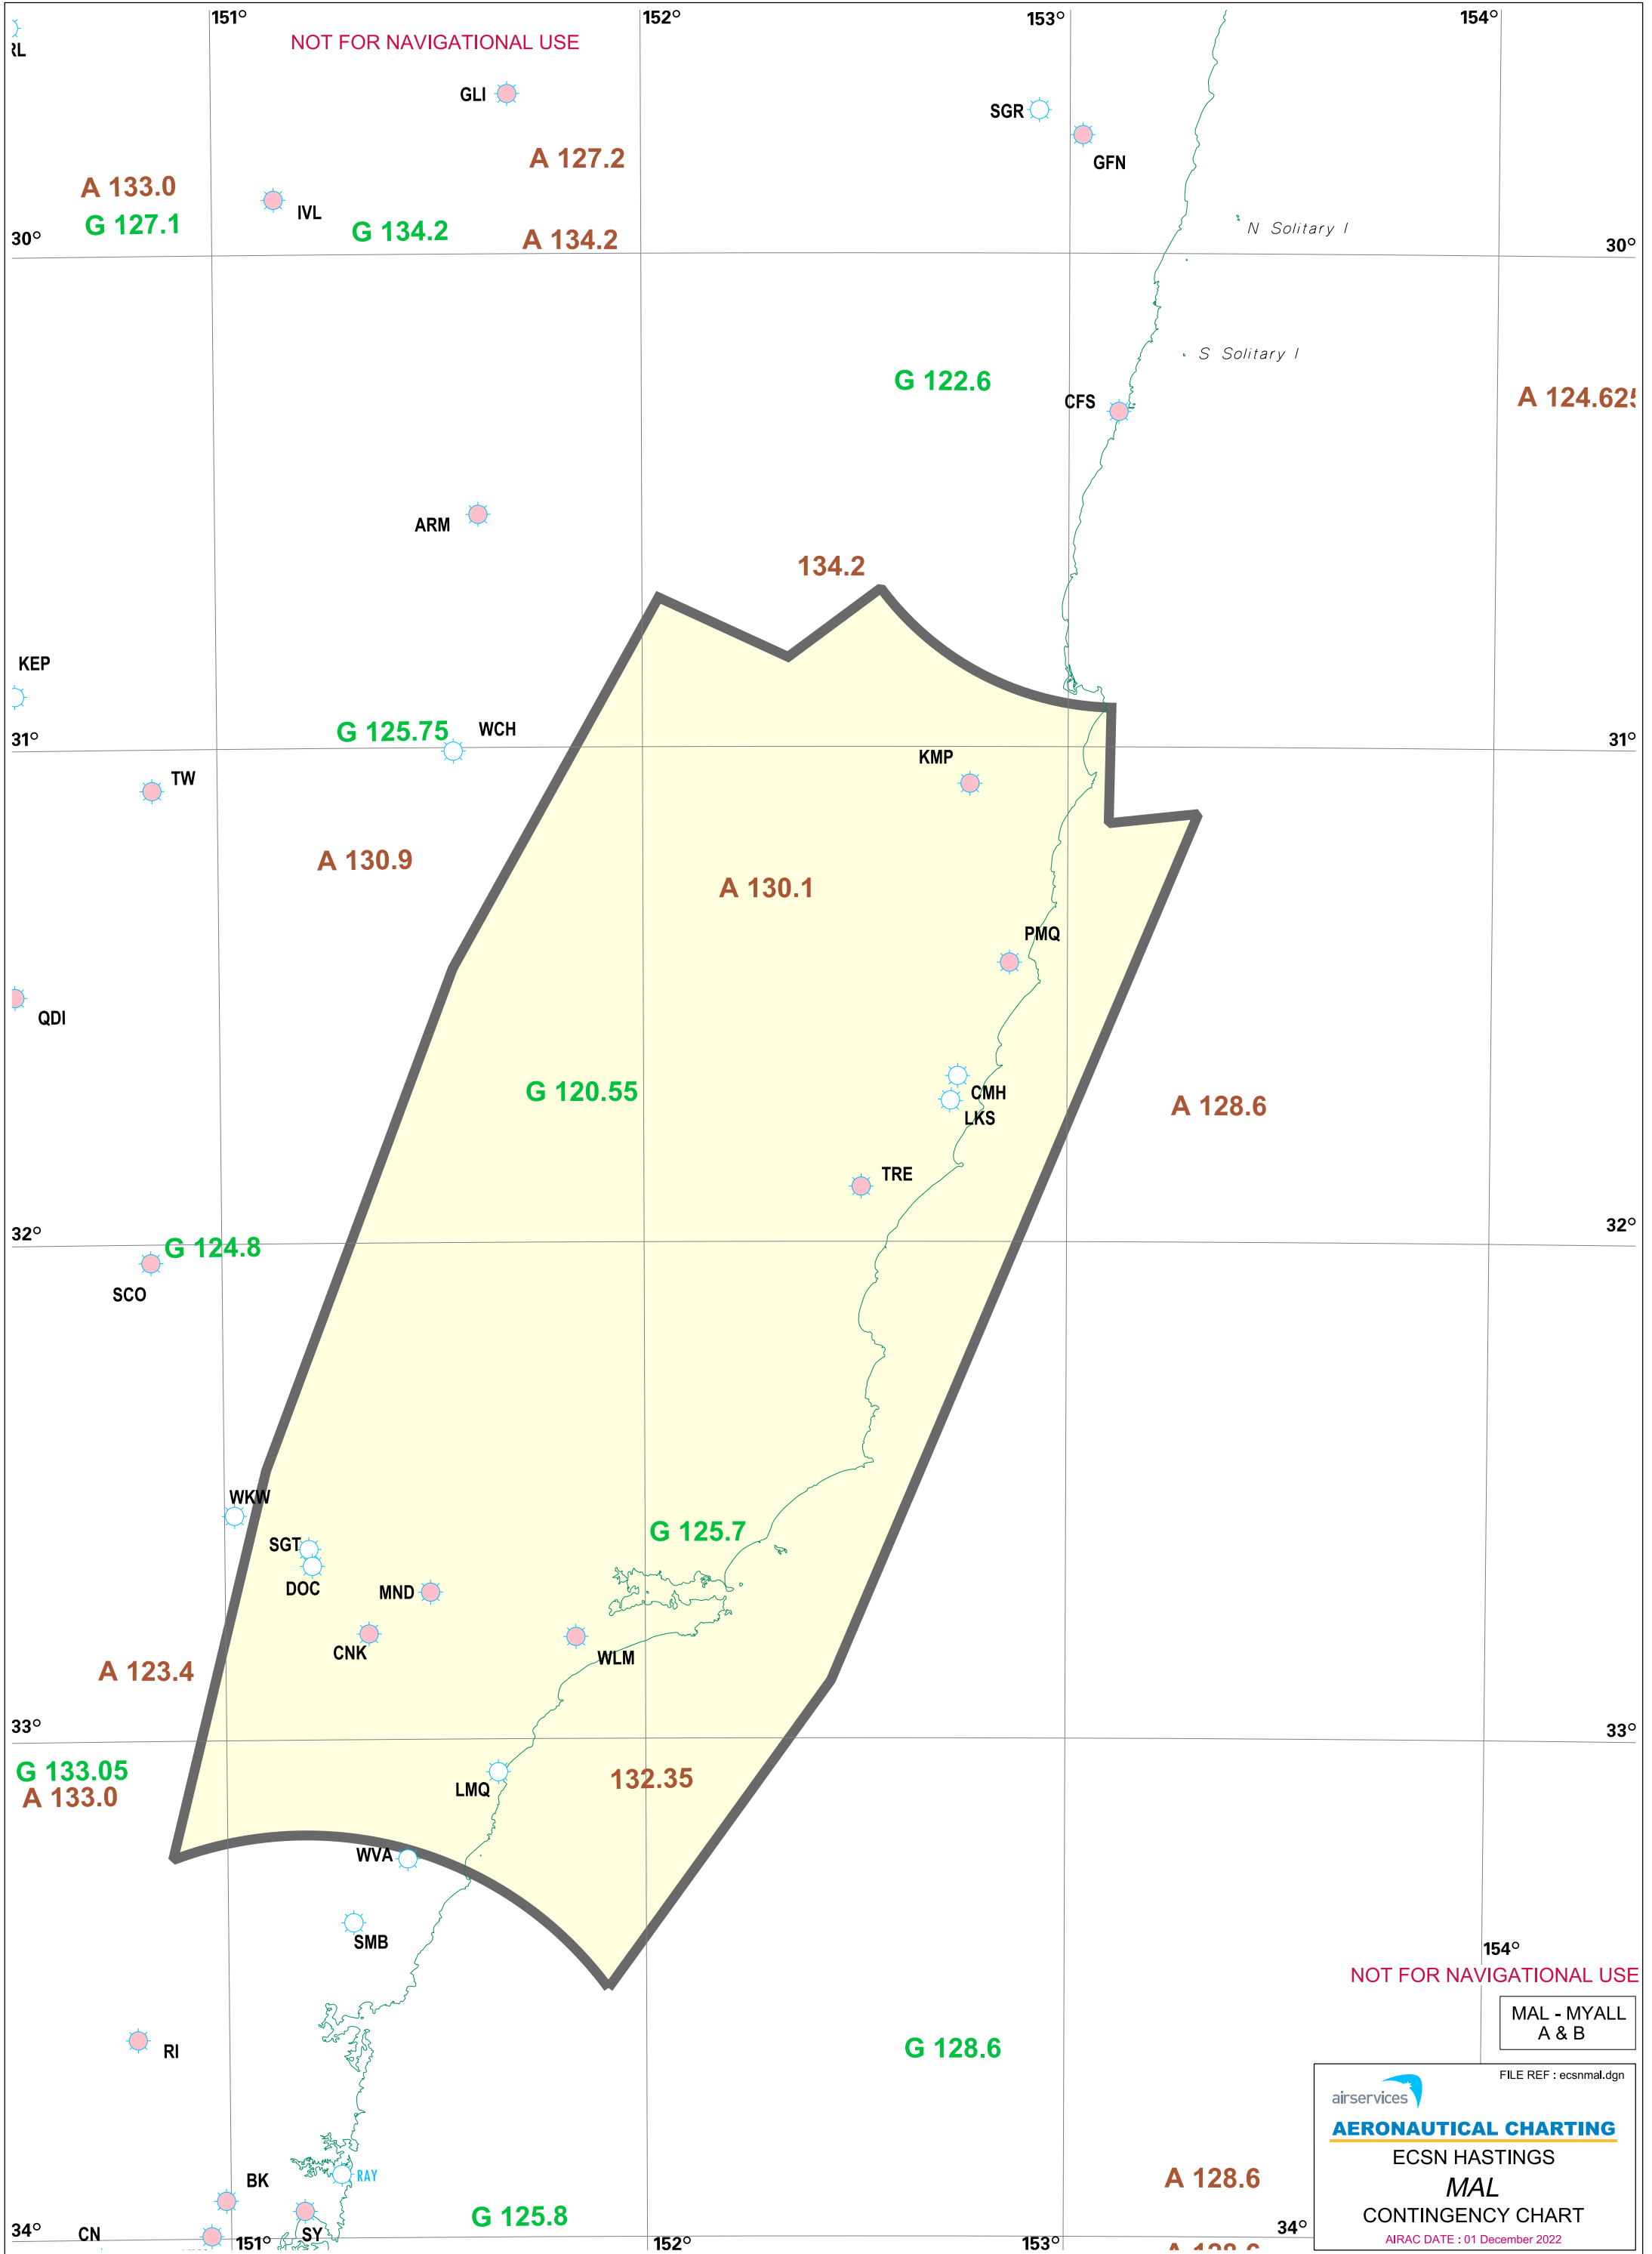 151°
152°
153°
154°
RL
NOT FOR NAVIGATIONAL USE
GLI
SGR
GFN
A 127.2
A 133.0
G 127.1
IVL
G 134.2
A 134.2
30°
30°
N Solitary I
S Solitary I
G 122.6
CFS
A 124.625
ARM
134.2
KEP
G 125.75
WCH
31°
31°
KMP
TW
A 130.9
A 130.1
PMQ
QDI
G 120.55
CMH
LKS
A 128.6
TRE
32°
32°
G 124.8
SCO
WKW
SGT
DOC
MND
G 125.7
CNK
WLM
A 123.4
33°
33°
G 133.05
A 133.0
LMQ
132.35
WVA
SMB
154°
NOT FOR NAVIGATIONAL USE
MAL - MYALL
A & B
RI
G 128.6
FILE REF : ecsnmal.dgn
airservices
AERONAUTICAL CHARTING
ECSN HASTINGS
MAL
CONTINGENCY CHART
AIRAC DATE : 01 December 2022
RAY
BK
A 128.6
G 125.8
CN
SY
34°
34°
151°
152°
153°
A 128.6